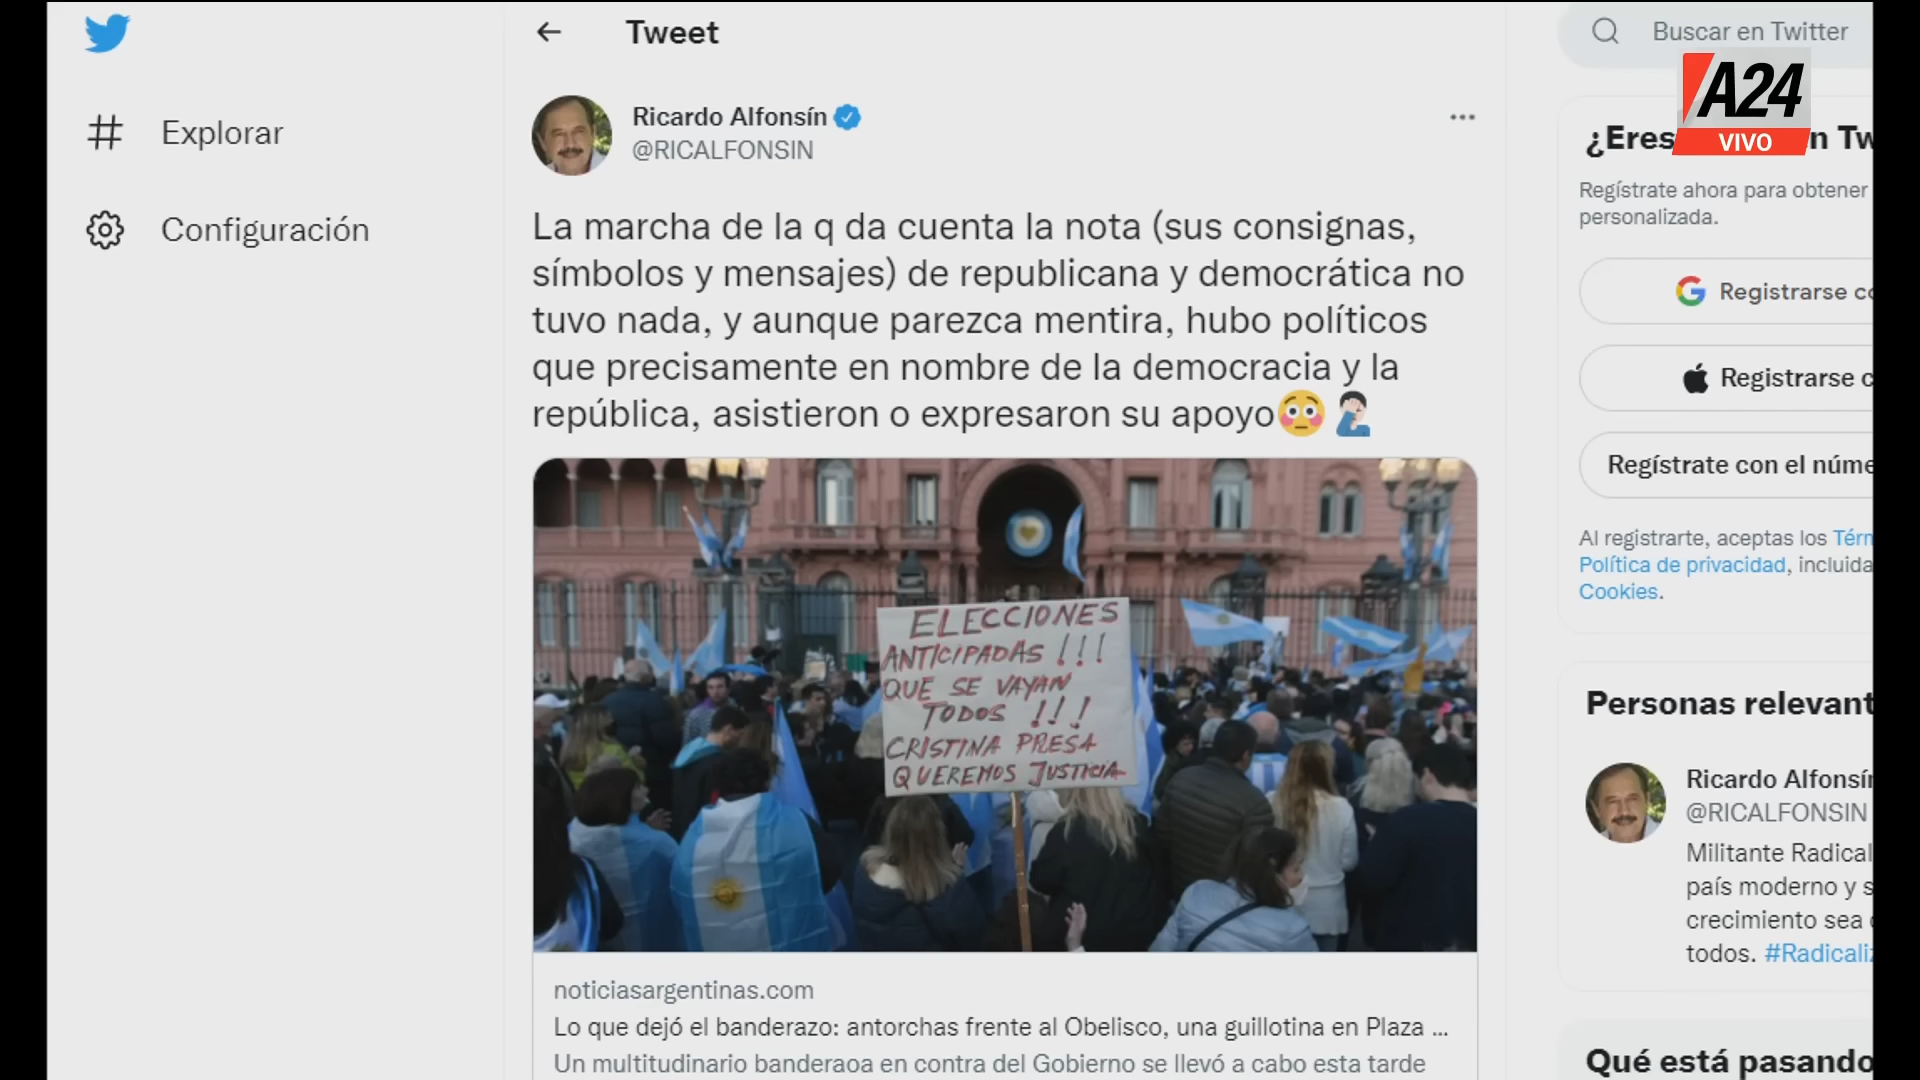 Tweet
Buscar en Twitter
A24
VIVO
Explorar
Configuración
Ricardo Alfonsín
@RICALFONSIN
La marcha de la q da cuenta la nota (sus consignas,
símbolos y mensajes) de republicana y democrática no
tuvo nada, y aunque parezca mentira, hubo políticos
que precisamente en nombre de la democracia y la
república, asistieron o expresaron su apoyo😳🤦🏻‍♂️
ELECCIONES
ANTICIPADAS !!!
QUE SE VAYAN
TODOS !!!
CRISTINA PRESA
QUEREMOS JUSTICIA
noticiasargentinas.com
Lo que dejó el banderazo: antorchas frente al Obelisco, una guillotina en Plaza ...
Un multitudinario banderaoa en contra del Gobierno se llevó a cabo esta tarde
¿Eres n Tw
Regístrate ahora para obtener
personalizada.
Registrarse co
Registrarse c
Regístrate con el núme
Al registrarte, aceptas los Térm
Política de privacidad, incluida
Cookies.
Personas relevant
Ricardo Alfonsín
@RICALFONSIN
Militante Radical
país moderno y s
crecimiento sea
todos. #Radicali
Qué está pasando